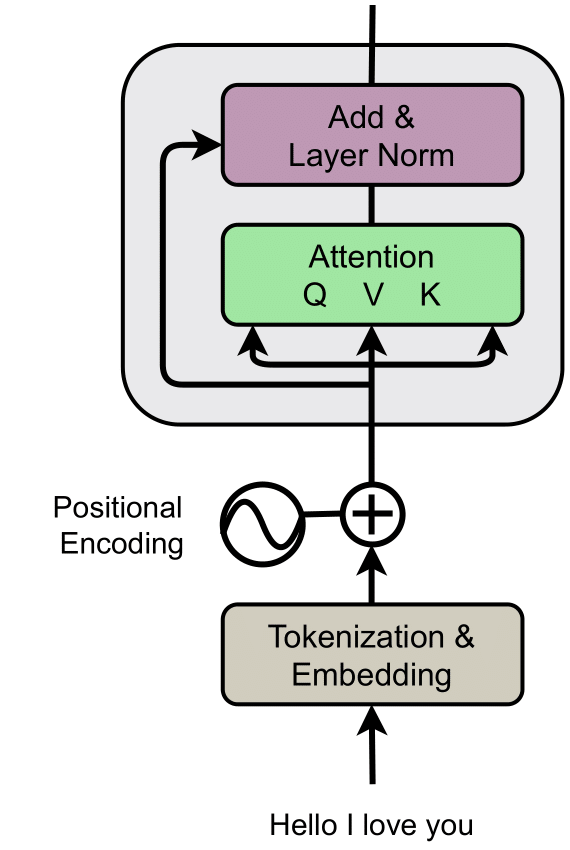 Add &
Layer Norm
Attention
Q V K
Positional
Encoding
Tokenization &
Embedding
Hello I love you